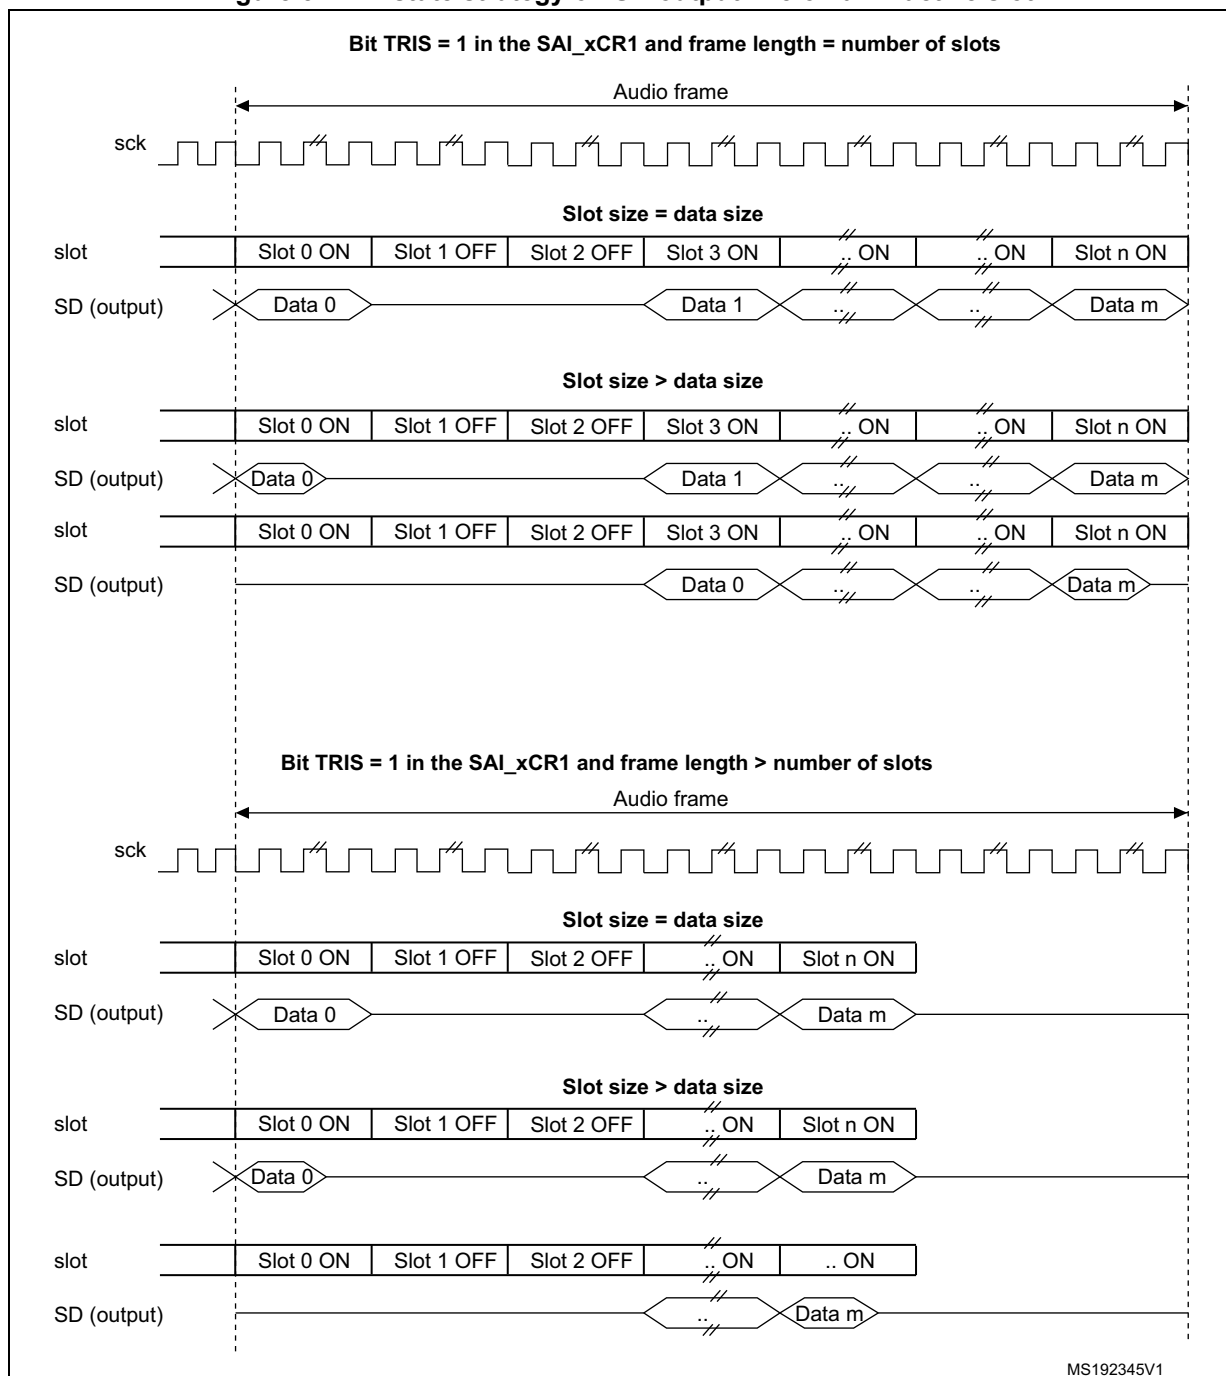 Bit TRIS = 1 in the SAI_xCR1 and frame length = number of slots
Audio frame
sck
Slot size = data size
slot Slot 0 ON Slot 1 OFF Slot 2 OFF Slot 3 ON .. ON .. ON Slot n ON
SD (output) Data 0 Data 1 .. .. Data m
Slot size > data size
slot Slot 0 ON Slot 1 OFF Slot 2 OFF Slot 3 ON .. ON .. ON Slot n ON
SD (output) Data 0 Data 1 .. .. Data m
slot Slot 0 ON Slot 1 OFF Slot 2 OFF Slot 3 ON .. ON .. ON Slot n ON
SD (output) Data 0 .. .. Data m
Bit TRIS = 1 in the SAI_xCR1 and frame length > number of slots
Audio frame
sck
Slot size = data size
slot Slot 0 ON Slot 1 OFF Slot 2 OFF .. ON Slot n ON
SD (output) Data 0 .. Data m
Slot size > data size
slot Slot 0 ON Slot 1 OFF Slot 2 OFF .. ON Slot n ON
SD (output) Data 0 .. Data m
slot Slot 0 ON Slot 1 OFF Slot 2 OFF .. ON .. ON
SD (output) .. Data m
MS192345V1